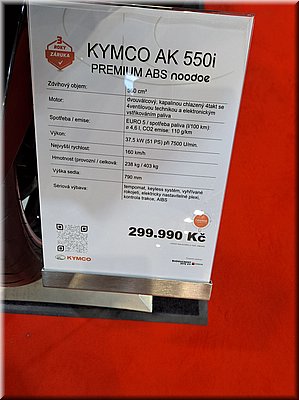 3
ROKY
ZÁRUKA
KYMCO AK 550i
PREMIUM ABS noodoe
Zdvihový objem: 550 cm³
Motor: dvouválcový, kapalinou chlazený 4takt se
4ventilovou technikou a elektronickým
vstřikováním paliva
Spotřeba / emise: EURO 5 / spotřeba paliva (l/100 km)
ø 4.6 l, CO2 emise: 110 g/km
Výkon: 37.5 kW (51 PS) při 7500 U/min.
Nejvyšší rychlost: 160 km/h
Hmotnost (provozní / celková): 238 kg / 403 kg
Výška sedla: 790 mm
Sériová výbava: tempomat, keyless systém, vyhřívané
rukojeti, elektricky nastavitelné plexi,
kontrola trakce, AIBS
299.990 Kč
KYMCO